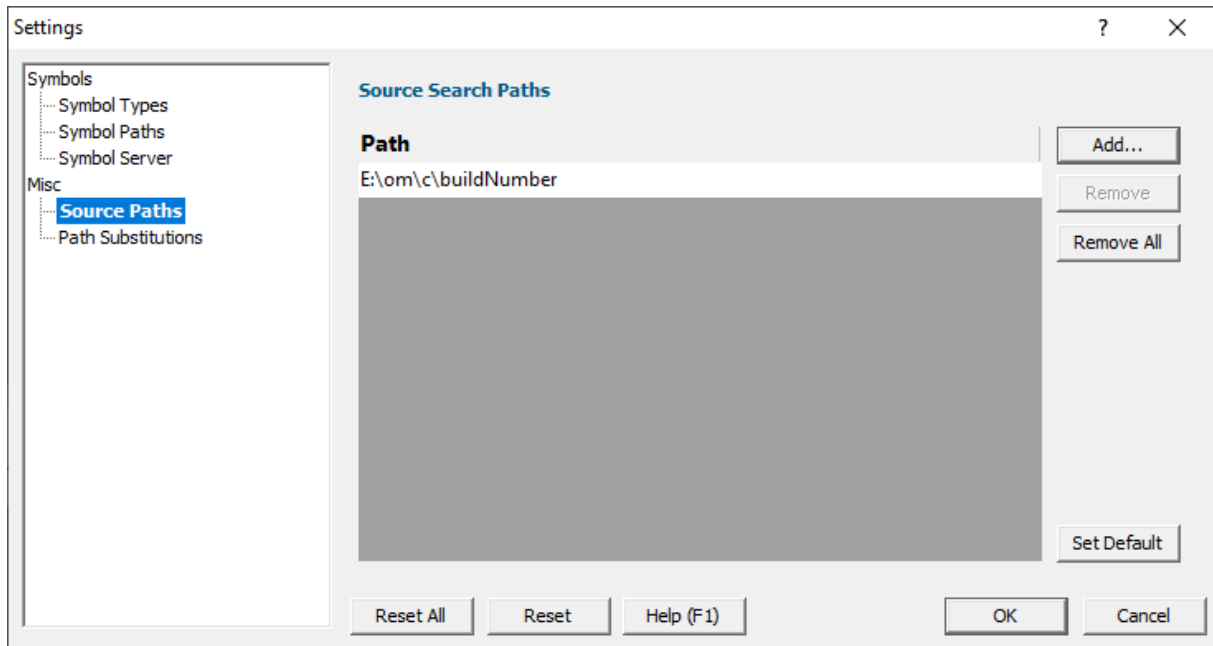 Settings
?
Symbols
Symbol Types
Symbol Paths
Symbol Server
Misc
Source Paths
Path Substitutions
Source Search Paths
Path
E:\om\c\buildNumber
Add...
Remove
Remove All
Set Default
Reset All
Reset
Help (F1)
OK
Cancel